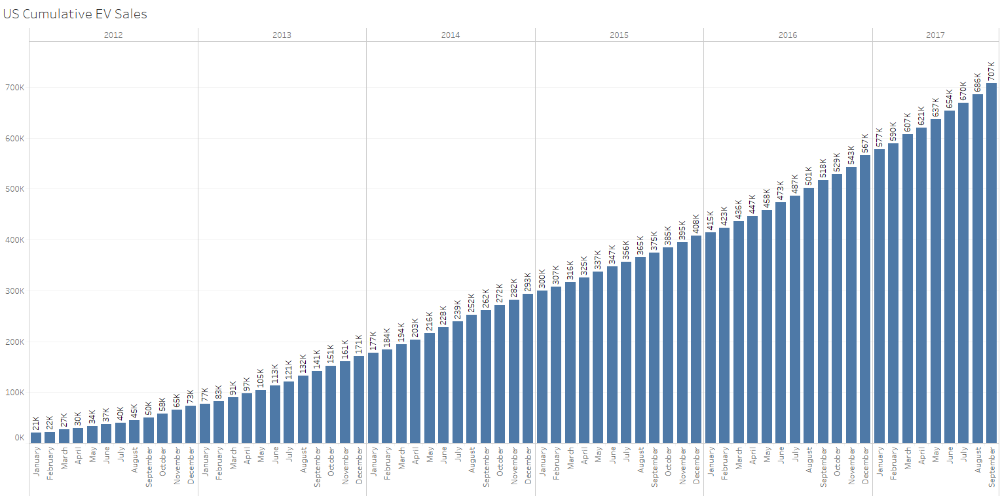 US Cumulative EV Sales
2012 2013 2014 2015 2016 2017
700K
600K
500K
400K
300K
200K
100K
0K
21K 22K 27K 30K 34K 37K 40K 45K 50K 58K 65K 73K
77K 83K 91K 97K 105K 113K 121K 132K 141K 151K 161K 171K
177K 184K 194K 203K 216K 228K 239K 252K 262K 272K 282K 293K
300K 307K 316K 325K 337K 347K 356K 365K 375K 385K 395K 408K
415K 423K 436K 447K 458K 473K 487K 501K 518K 529K 543K 567K
577K 590K 607K 621K 637K 654K 670K 686K 707K
January February March April May June July August September October November December
January February March April May June July August September October November December
January February March April May June July August September October November December
January February March April May June July August September October November December
January February March April May June July August September October November December
January February March April May June July August September